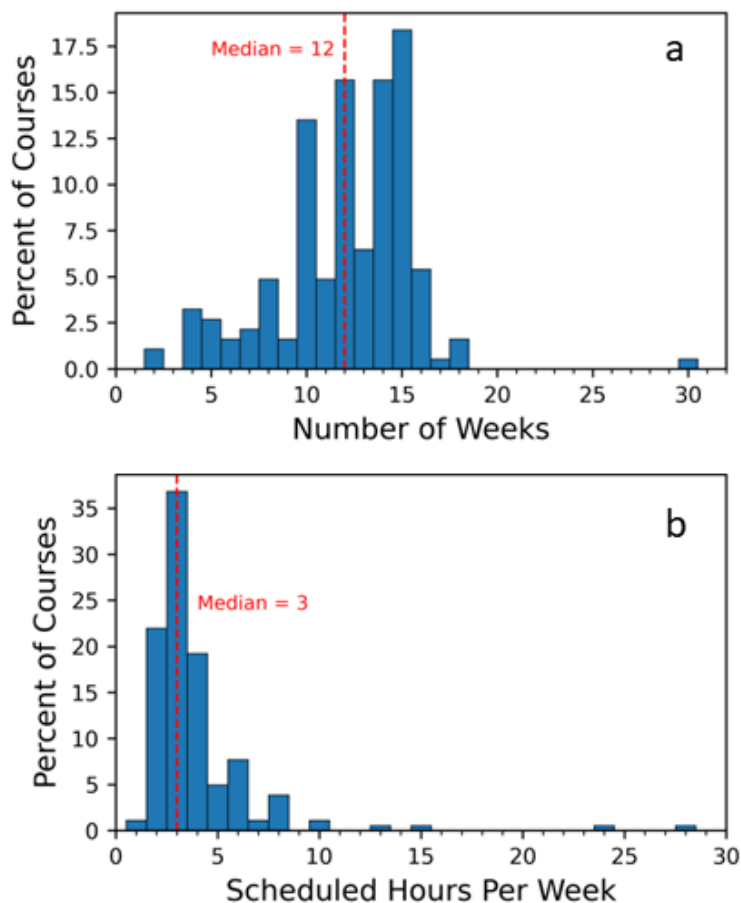 a
Median = 12
Percent of Courses
17.5
15.0
12.5
10.0
7.5
5.0
2.5
0.0
0 5 10 15 20 25 30
Number of Weeks
b
Median = 3
Percent of Courses
35
30
25
20
15
10
5
0
0 5 10 15 20 25 30
Scheduled Hours Per Week